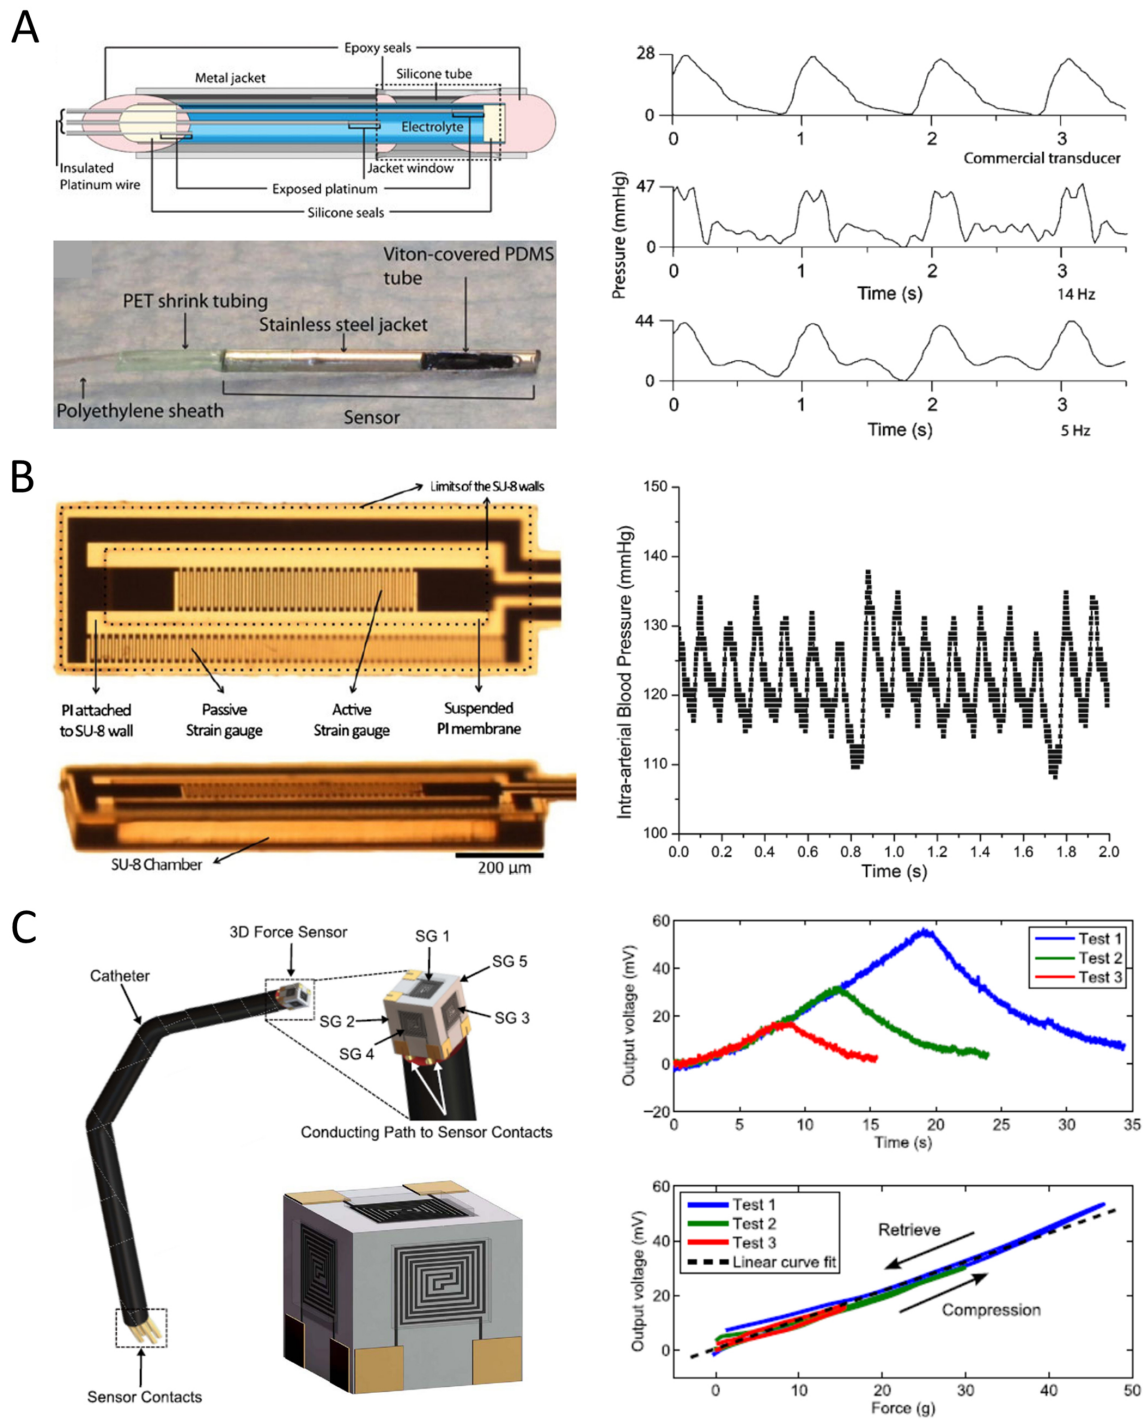 A
Epoxy seals
Metal jacket
Silicone tube
Electrolyte
Insulated
Platinum wire
Jacket window
Exposed platinum
Silicone seals
Viton-covered PDMS
tube
PET shrink tubing
Stainless steel jacket
Polyethylene sheath
Sensor
Pressure (mmHg)
28
0
0 1 2 3
Commercial transducer
47
0
0 1 2 3
Time (s)
14 Hz
44
0
0 1 2 3
Time (s)
5 Hz
B
Limits of the SU-8 walls
PI attached
to SU-8 wall
Passive
Strain gauge
Active
Strain gauge
Suspended
PI membrane
SU-8 Chamber
200 µm
Intra-arterial Blood Pressure (mmHg)
150
140
130
120
110
100
0.0 0.2 0.4 0.6 0.8 1.0 1.2 1.4 1.6 1.8 2.0
Time (s)
C
3D Force Sensor
Catheter
SG 1
SG 5
SG 2
SG 3
SG 4
Conducting Path to Sensor Contacts
Sensor Contacts
Output voltage (mV)
60
40
20
0
−20
0 5 10 15 20 25 30 35
Time (s)
Test 1
Test 2
Test 3
Output voltage (mV)
60
40
20
0
0 10 20 30 40 50
Force (g)
Test 1
Test 2
Test 3
Linear curve fit
Retrieve
Compression